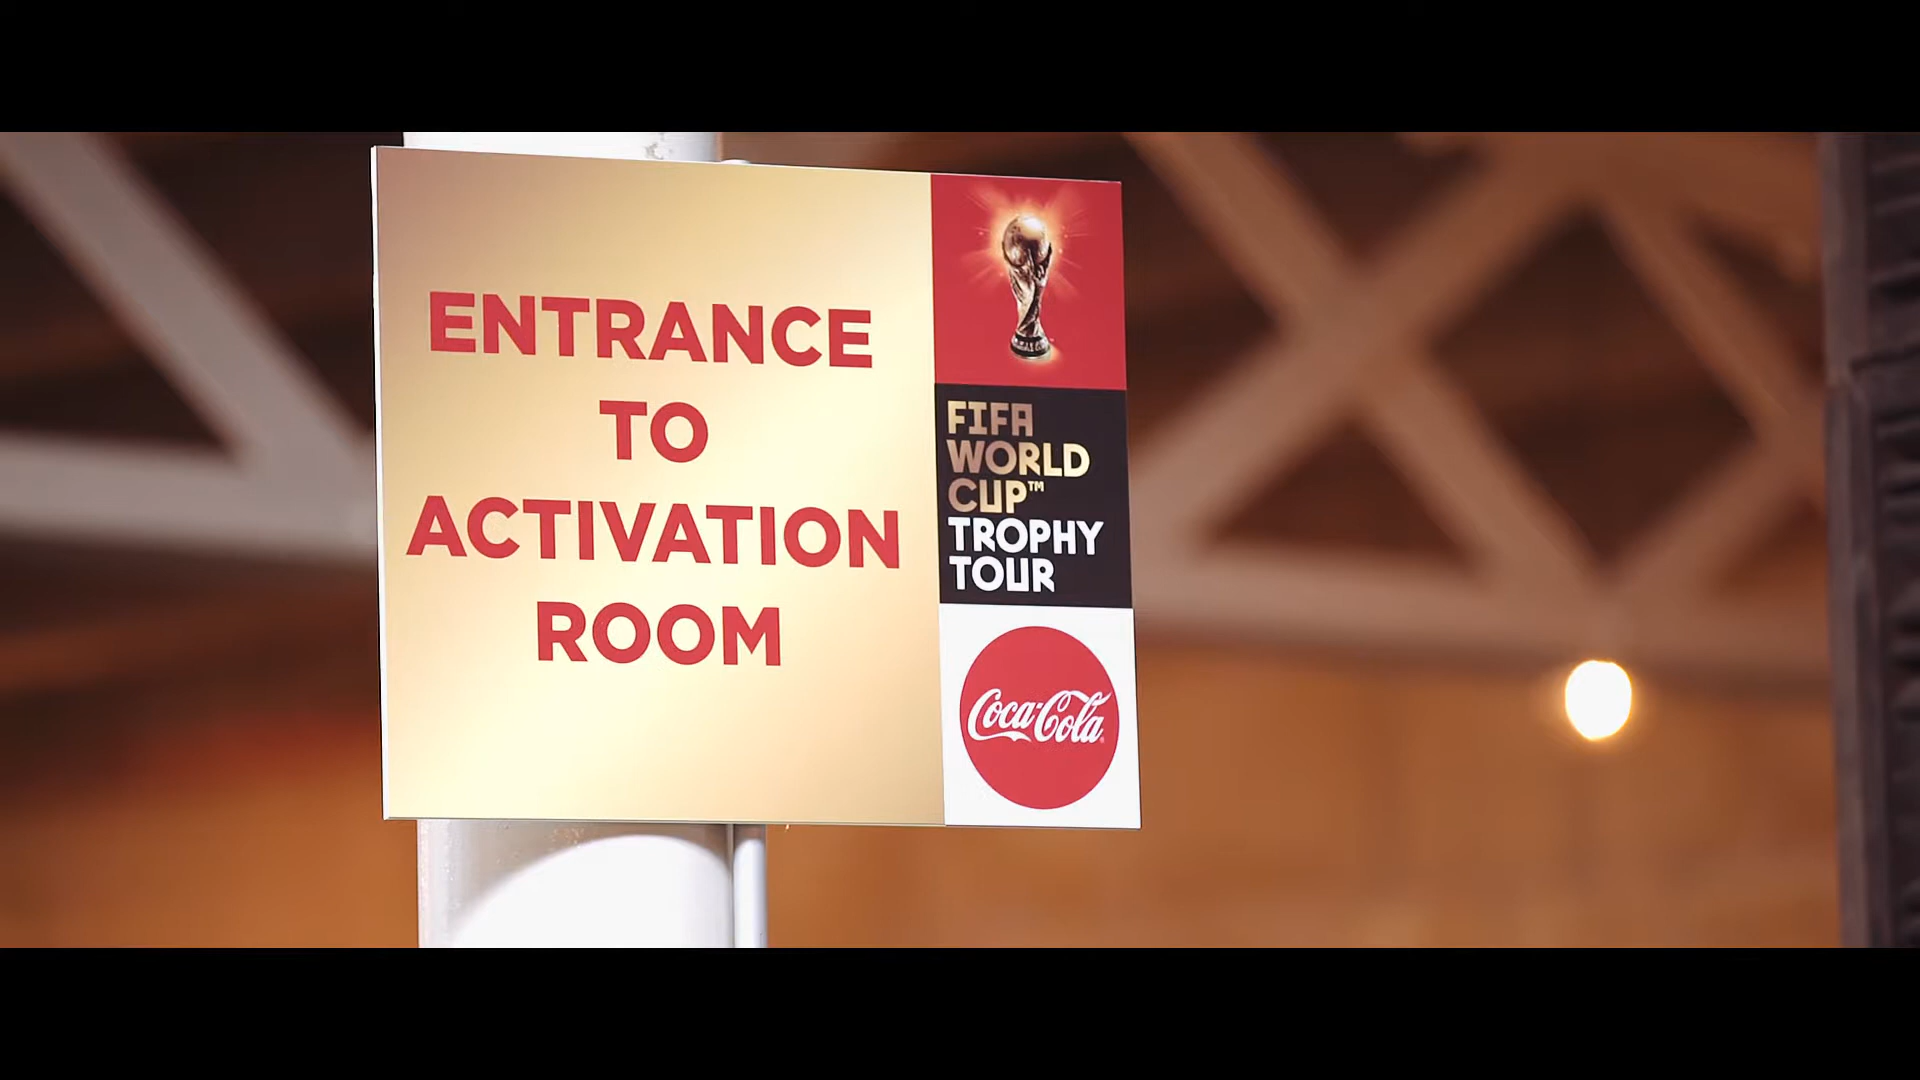 ENTRANCE
TO
ACTIVATION
ROOM
FIFA
WORLD
CUP™
TROPHY
TOUR
Coca-Cola